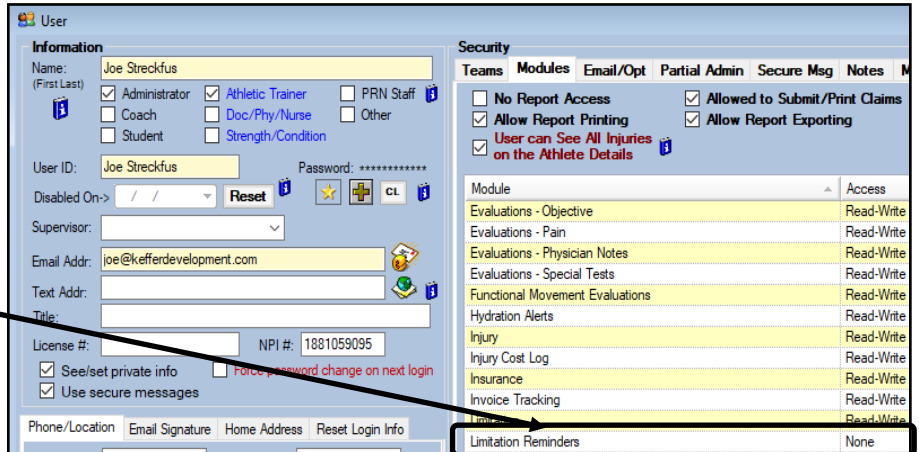 User
Information
Name: Joe Streckfus
(First Last)
Administrator Athletic Trainer PRN Staff
Coach Doc/Phy/Nurse Other
Student Strength/Condition
User ID: Joe Streckfus Password: ************
Disabled On-> / / Reset CL
Supervisor:
Email Addr: joe@kefferdevelopment.com
Text Addr:
Title:
License #: NPI #: 1881059095
See/set private info Force password change on next login
Use secure messages
Phone/Location Email Signature Home Address Reset Login Info
Security
Teams Modules Email/Opt Partial Admin Secure Msg Notes M
No Report Access Allowed to Submit/Print Claims
Allow Report Printing Allow Report Exporting
User can See All Injuries
on the Athlete Details
Module Access
Evaluations - Objective Read-Write
Evaluations - Pain Read-Write
Evaluations - Physician Notes Read-Write
Evaluations - Special Tests Read-Write
Functional Movement Evaluations Read-Write
Hydration Alerts Read-Write
Injury Read-Write
Injury Cost Log Read-Write
Insurance Read-Write
Invoice Tracking Read-Write
Read-Write
Limitation Reminders None